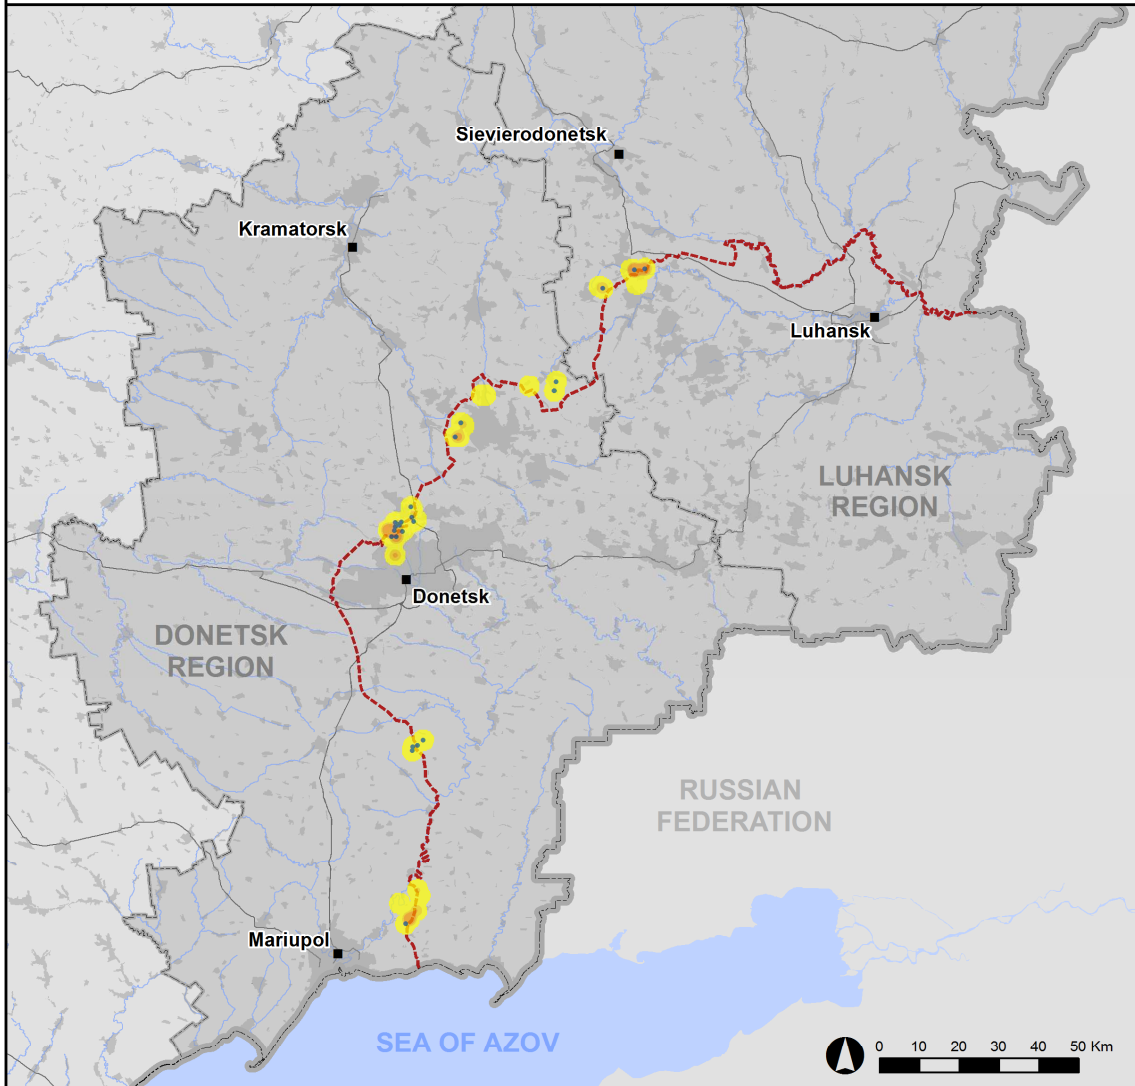 Sievierodonetsk
Kramatorsk
Luhansk
LUHANSK
REGION
Donetsk
DONETSK
REGION
RUSSIAN
FEDERATION
Mariupol
SEA OF AZOV
0 10 20 30 40 50 Km